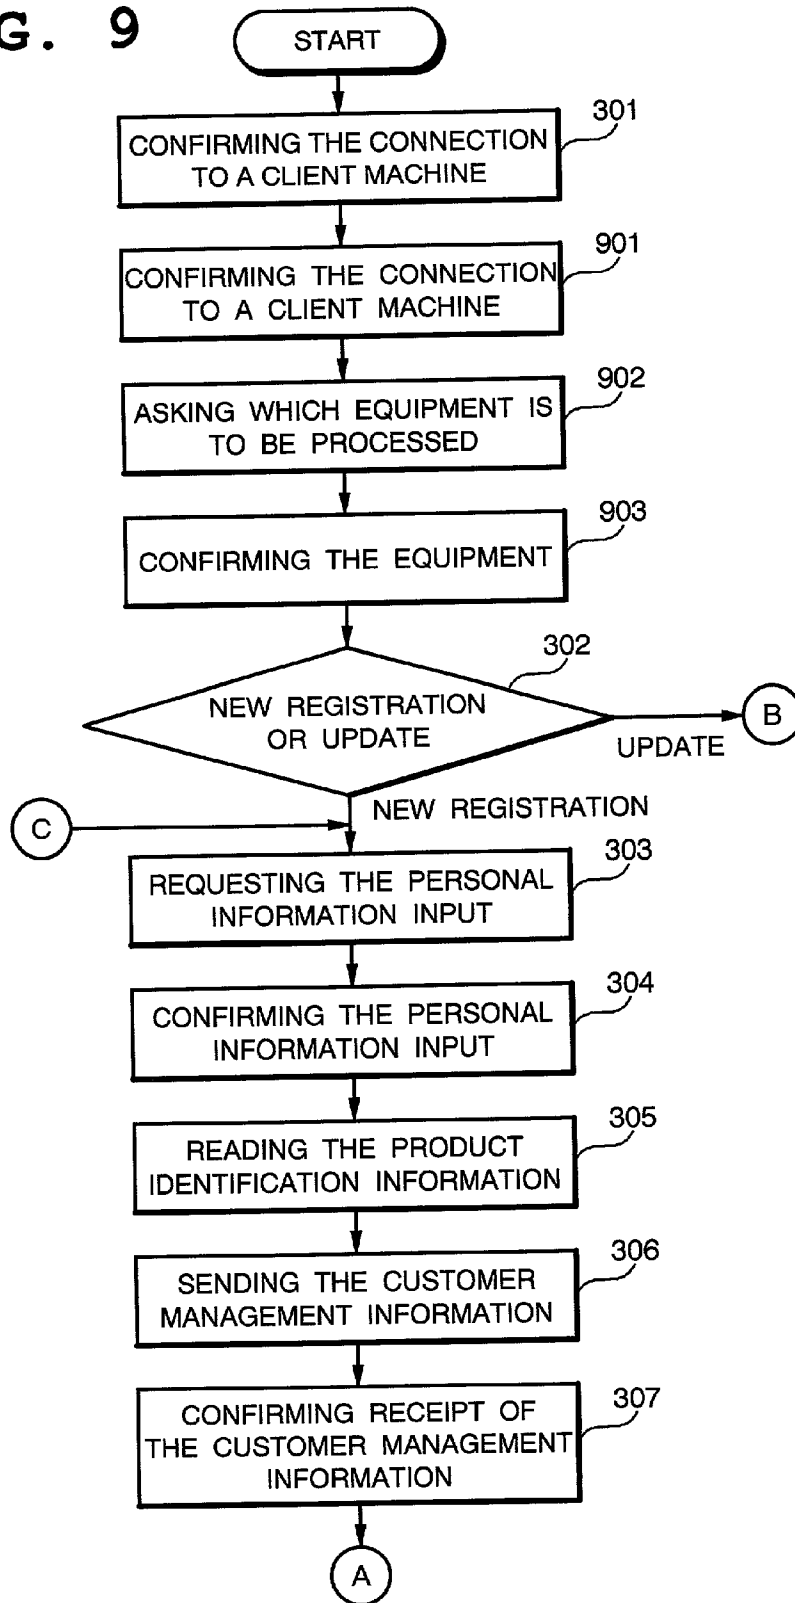 G. 9
START
301
CONFIRMING THE CONNECTION
TO A CLIENT MACHINE
901
CONFIRMING THE CONNECTION
TO A CLIENT MACHINE
902
ASKING WHICH EQUIPMENT IS
TO BE PROCESSED
903
CONFIRMING THE EQUIPMENT
302
NEW REGISTRATION
OR UPDATE
B
UPDATE
NEW REGISTRATION
C
303
REQUESTING THE PERSONAL
INFORMATION INPUT
304
CONFIRMING THE PERSONAL
INFORMATION INPUT
305
READING THE PRODUCT
IDENTIFICATION INFORMATION
306
SENDING THE CUSTOMER
MANAGEMENT INFORMATION
307
CONFIRMING RECEIPT OF
THE CUSTOMER MANAGEMENT
INFORMATION
A